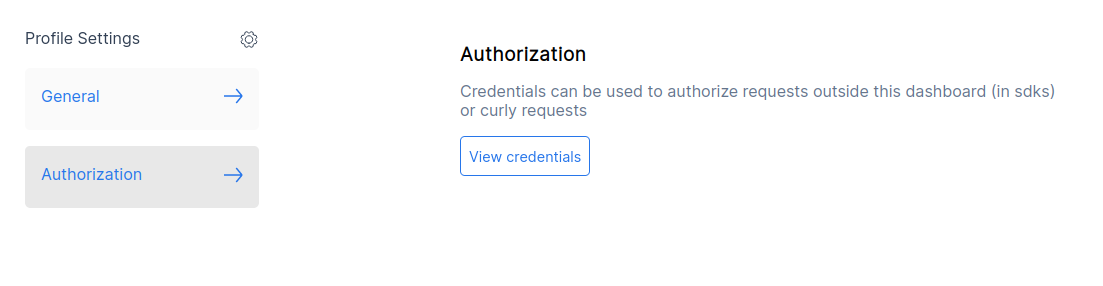 Profile Settings
General
Authorization
Authorization
Credentials can be used to authorize requests outside this dashboard (in sdks)
or curly requests
View credentials